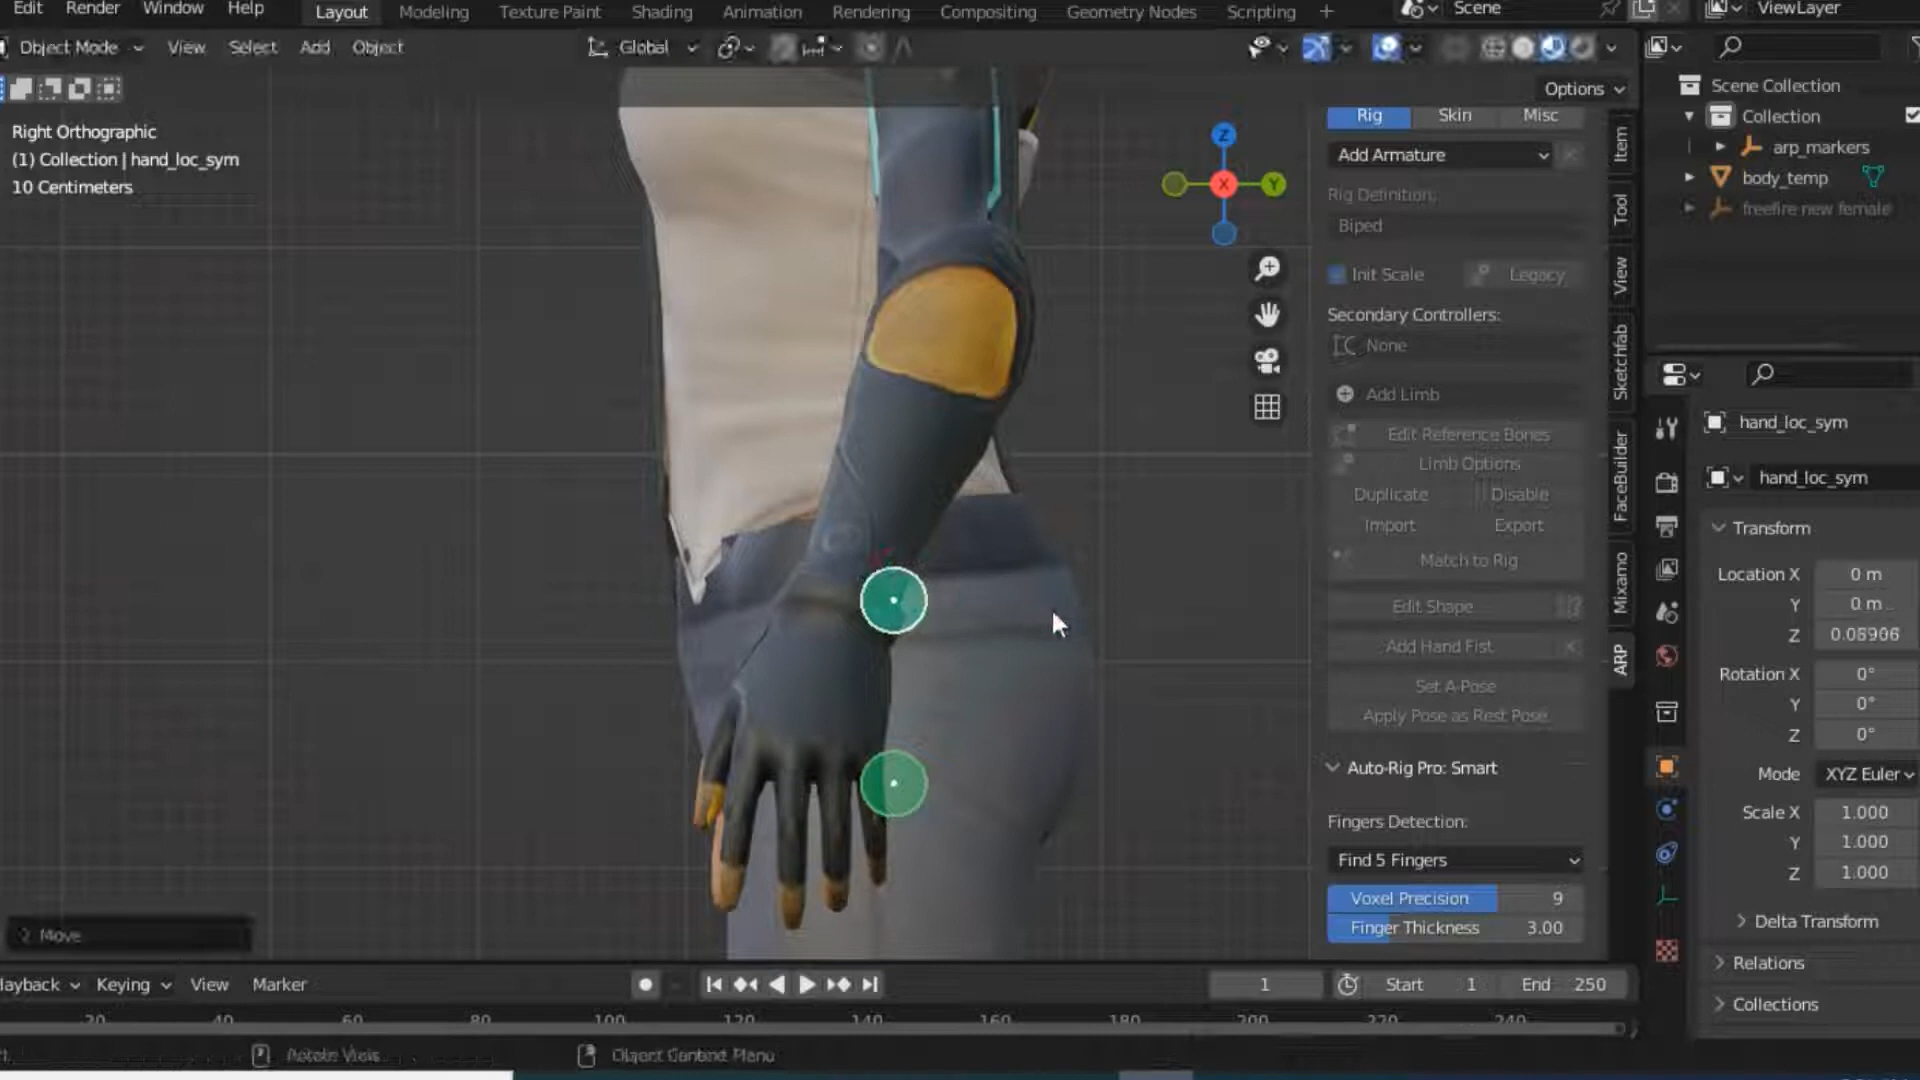 Edit Render Window Help Layout Modeling Texture Paint Shading Animation Rendering Compositing Geometry Nodes Scripting + Scene ViewLayer
Object Mode View Select Add Object Global
Options
Right Orthographic
(1) Collection | hand_loc_sym
10 Centimeters
Z
X
Y
Rig Skin Misc
Add Armature
Rig Definition:
Biped
Init Scale Legacy
Secondary Controllers:
None
Add Limb
Edit Reference Bones
Limb Options
Duplicate Disable
Import Export
Match to Rig
Edit Shape...
Add Hand Fist
Set A-Pose
Apply Pose as Rest Pose
Auto-Rig Pro: Smart
Fingers Detection:
Find 5 Fingers
Voxel Precision 9
Finger Thickness 3.00
Item
Tool
View
Sketchfab
FaceBuilder
Mixamo
ARP
Scene Collection
Collection
arp_markers
body_temp
freefire new female
hand_loc_sym
hand_loc_sym
Transform
Location X 0 m
Y 0 m
Z 0.06906
Rotation X 0°
Y 0°
Z 0°
Mode XYZ Euler
Scale X 1.000
Y 1.000
Z 1.000
Delta Transform
Relations
Collections
Move
layback Keying View Marker 1 Start 1 End 250
20 40 60 80 100 120 140 160 180 200 220 240
Rotate View Object Context Menu